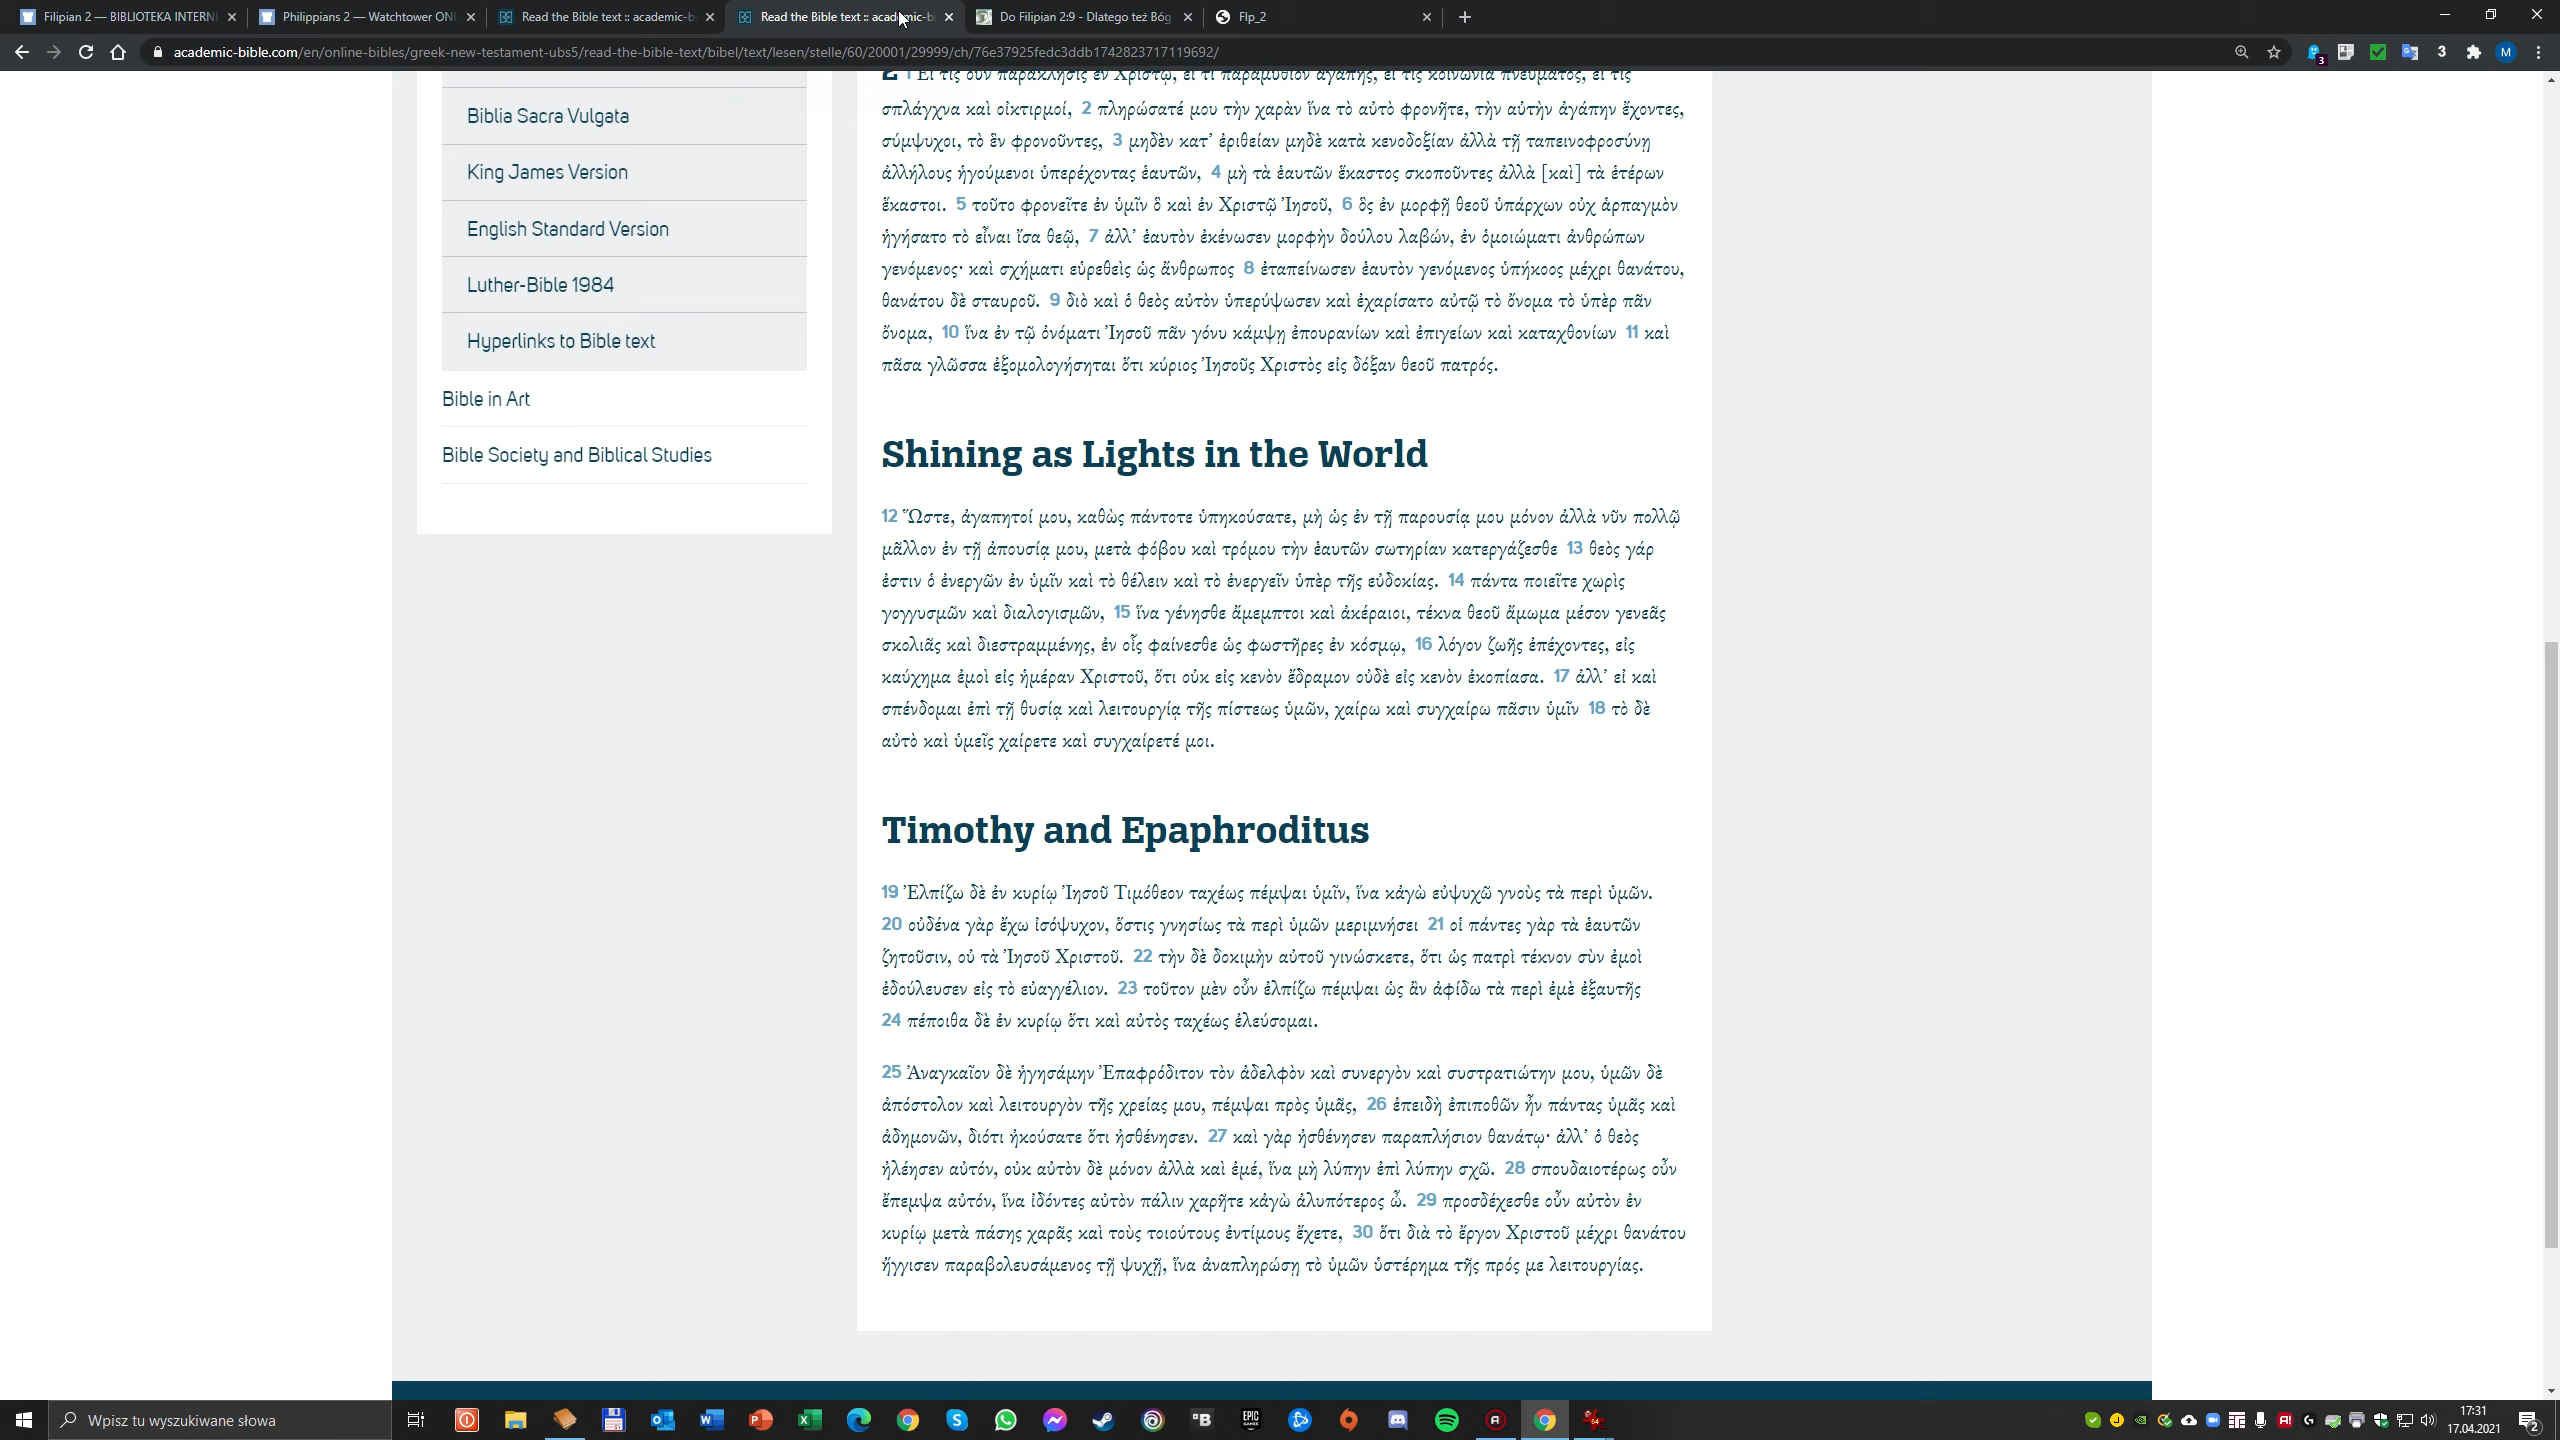 Filipian 2 — BIBLIOTEKA INTERN
Philippians 2 — Watchtower ONL
Read the Bible text :: academic-b
Read the Bible text :: academic-b
Do Filipian 2:9 - Dlatego też Bóg
Flp_2
academic-bible.com/en/online-bibles/greek-new-testament-ubs5/read-the-bible-text/bibel/text/lesen/stelle/60/20001/29999/ch/76e37925fedc3ddb1742823717119692/
Biblia Sacra Vulgata
King James Version
English Standard Version
Luther-Bible 1984
Hyperlinks to Bible text
Bible in Art
Bible Society and Biblical Studies
2 1 Εἴ τις οὖν παράκλησις ἐν Χριστῷ, εἴ τι παραμύθιον ἀγάπης, εἴ τις κοινωνία πνεύματος, εἴ τις
σπλάγχνα καὶ οἰκτιρμοί, 2 πληρώσατέ μου τὴν χαρὰν ἵνα τὸ αὐτὸ φρονῆτε, τὴν αὐτὴν ἀγάπην ἔχοντες,
σύμψυχοι, τὸ ἓν φρονοῦντες, 3 μηδὲν κατ’ ἐριθείαν μηδὲ κατὰ κενοδοξίαν ἀλλὰ τῇ ταπεινοφροσύνῃ
ἀλλήλους ἡγούμενοι ὑπερέχοντας ἑαυτῶν, 4 μὴ τὰ ἑαυτῶν ἕκαστος σκοποῦντες ἀλλὰ [καὶ] τὰ ἑτέρων
ἕκαστοι. 5 τοῦτο φρονεῖτε ἐν ὑμῖν ὃ καὶ ἐν Χριστῷ Ἰησοῦ, 6 ὃς ἐν μορφῇ θεοῦ ὑπάρχων οὐχ ἁρπαγμὸν
ἡγήσατο τὸ εἶναι ἴσα θεῷ, 7 ἀλλ’ ἑαυτὸν ἐκένωσεν μορφὴν δούλου λαβών, ἐν ὁμοιώματι ἀνθρώπων
γενόμενος· καὶ σχήματι εὑρεθεὶς ὡς ἄνθρωπος 8 ἐταπείνωσεν ἑαυτὸν γενόμενος ὑπήκοος μέχρι θανάτου,
θανάτου δὲ σταυροῦ. 9 διὸ καὶ ὁ θεὸς αὐτὸν ὑπερύψωσεν καὶ ἐχαρίσατο αὐτῷ τὸ ὄνομα τὸ ὑπὲρ πᾶν
ὄνομα, 10 ἵνα ἐν τῷ ὀνόματι Ἰησοῦ πᾶν γόνυ κάμψῃ ἐπουρανίων καὶ ἐπιγείων καὶ καταχθονίων 11 καὶ
πᾶσα γλῶσσα ἐξομολογήσηται ὅτι κύριος Ἰησοῦς Χριστὸς εἰς δόξαν θεοῦ πατρός.
Shining as Lights in the World
12 Ὥστε, ἀγαπητοί μου, καθὼς πάντοτε ὑπηκούσατε, μὴ ὡς ἐν τῇ παρουσίᾳ μου μόνον ἀλλὰ νῦν πολλῷ
μᾶλλον ἐν τῇ ἀπουσίᾳ μου, μετὰ φόβου καὶ τρόμου τὴν ἑαυτῶν σωτηρίαν κατεργάζεσθε 13 θεὸς γάρ
ἐστιν ὁ ἐνεργῶν ἐν ὑμῖν καὶ τὸ θέλειν καὶ τὸ ἐνεργεῖν ὑπὲρ τῆς εὐδοκίας. 14 πάντα ποιεῖτε χωρὶς
γογγυσμῶν καὶ διαλογισμῶν, 15 ἵνα γένησθε ἄμεμπτοι καὶ ἀκέραιοι, τέκνα θεοῦ ἄμωμα μέσον γενεᾶς
σκολιᾶς καὶ διεστραμμένης, ἐν οἷς φαίνεσθε ὡς φωστῆρες ἐν κόσμῳ, 16 λόγον ζωῆς ἐπέχοντες, εἰς
καύχημα ἐμοὶ εἰς ἡμέραν Χριστοῦ, ὅτι οὐκ εἰς κενὸν ἔδραμον οὐδὲ εἰς κενὸν ἐκοπίασα. 17 ἀλλ’ εἰ καὶ
σπένδομαι ἐπὶ τῇ θυσίᾳ καὶ λειτουργίᾳ τῆς πίστεως ὑμῶν, χαίρω καὶ συγχαίρω πᾶσιν ὑμῖν 18 τὸ δὲ
αὐτὸ καὶ ὑμεῖς χαίρετε καὶ συγχαίρετέ μοι.
Timothy and Epaphroditus
19 Ἐλπίζω δὲ ἐν κυρίῳ Ἰησοῦ Τιμόθεον ταχέως πέμψαι ὑμῖν, ἵνα κἀγὼ εὐψυχῶ γνοὺς τὰ περὶ ὑμῶν.
20 οὐδένα γὰρ ἔχω ἰσόψυχον, ὅστις γνησίως τὰ περὶ ὑμῶν μεριμνήσει 21 οἱ πάντες γὰρ τὰ ἑαυτῶν
ζητοῦσιν, οὐ τὰ Ἰησοῦ Χριστοῦ. 22 τὴν δὲ δοκιμὴν αὐτοῦ γινώσκετε, ὅτι ὡς πατρὶ τέκνον σὺν ἐμοὶ
ἐδούλευσεν εἰς τὸ εὐαγγέλιον. 23 τοῦτον μὲν οὖν ἐλπίζω πέμψαι ὡς ἂν ἀφίδω τὰ περὶ ἐμὲ ἐξαυτῆς
24 πέποιθα δὲ ἐν κυρίῳ ὅτι καὶ αὐτὸς ταχέως ἐλεύσομαι.
25 Ἀναγκαῖον δὲ ἡγησάμην Ἐπαφρόδιτον τὸν ἀδελφὸν καὶ συνεργὸν καὶ συστρατιώτην μου, ὑμῶν δὲ
ἀπόστολον καὶ λειτουργὸν τῆς χρείας μου, πέμψαι πρὸς ὑμᾶς, 26 ἐπειδὴ ἐπιποθῶν ἦν πάντας ὑμᾶς καὶ
ἀδημονῶν, διότι ἠκούσατε ὅτι ἠσθένησεν. 27 καὶ γὰρ ἠσθένησεν παραπλήσιον θανάτῳ· ἀλλ’ ὁ θεὸς
ἠλέησεν αὐτόν, οὐκ αὐτὸν δὲ μόνον ἀλλὰ καὶ ἐμέ, ἵνα μὴ λύπην ἐπὶ λύπην σχῶ. 28 σπουδαιοτέρως οὖν
ἔπεμψα αὐτόν, ἵνα ἰδόντες αὐτὸν πάλιν χαρῆτε κἀγὼ ἀλυπότερος ὦ. 29 προσδέχεσθε οὖν αὐτὸν ἐν
κυρίῳ μετὰ πάσης χαρᾶς καὶ τοὺς τοιούτους ἐντίμους ἔχετε, 30 ὅτι διὰ τὸ ἔργον Χριστοῦ μέχρι θανάτου
ἤγγισεν παραβολευσάμενος τῇ ψυχῇ, ἵνα ἀναπληρώσῃ τὸ ὑμῶν ὑστέρημα τῆς πρός με λειτουργίας.
Wpisz tu wyszukiwane słowa
17:31
17.04.2021